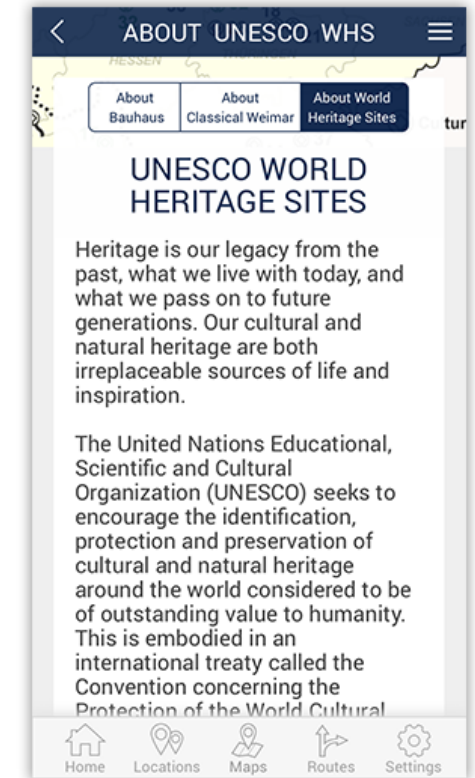 ABOUT UNESCO WHS
HESSEN
About
Bauhaus
About
Classical Weimar
About World
Heritage Sites
UNESCO WORLD
HERITAGE SITES
Heritage is our legacy from the
past, what we live with today, and
what we pass on to future
generations. Our cultural and
natural heritage are both
irreplaceable sources of life and
inspiration.
The United Nations Educational,
Scientific and Cultural
Organization (UNESCO) seeks to
encourage the identification,
protection and preservation of
cultural and natural heritage
around the world considered to be
of outstanding value to humanity.
This is embodied in an
international treaty called the
Convention concerning the
Protection of the World Cultural
Home Locations Maps Routes Settings